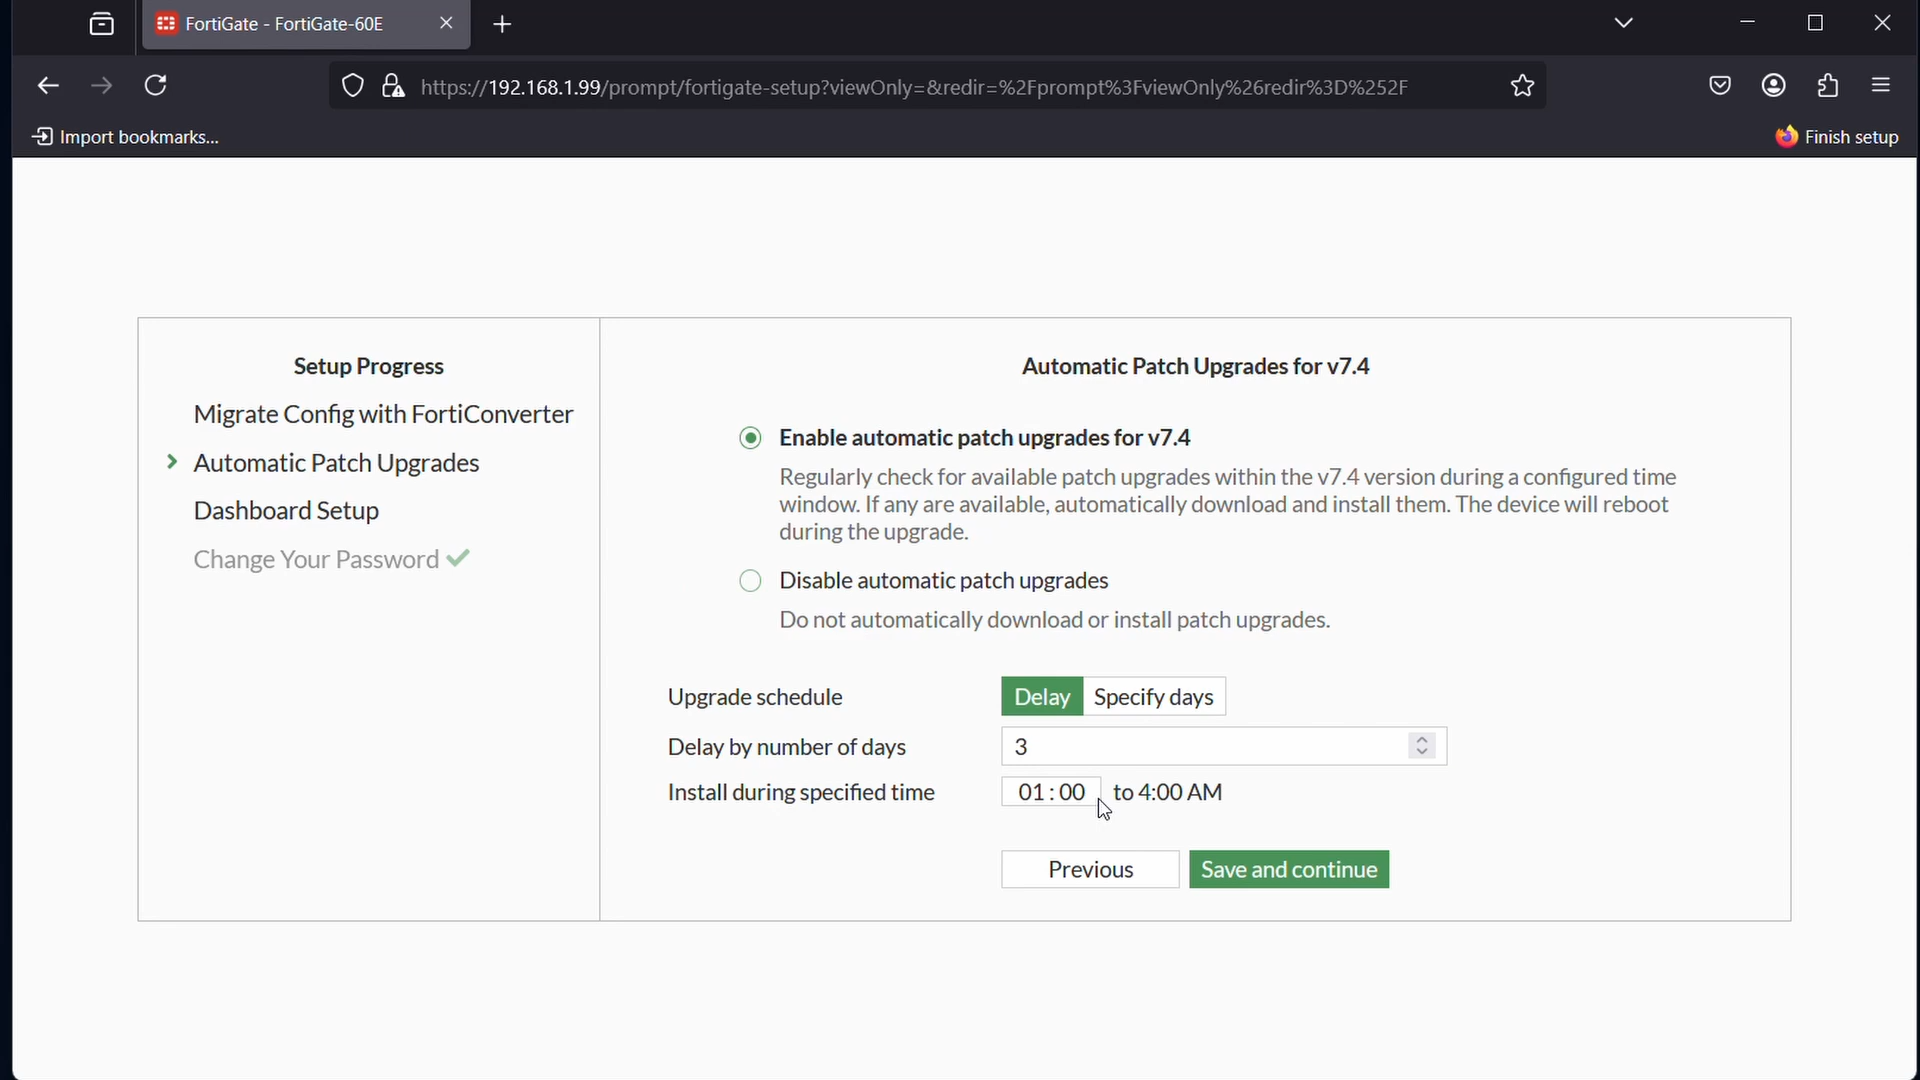 FortiGate - FortiGate-60E
https://192.168.1.99/prompt/fortigate-setup?viewOnly=&redir=%2Fprompt%3FviewOnly%26redir%3D%252F
Import bookmarks...
Finish setup
Setup Progress
Migrate Config with FortiConverter
Automatic Patch Upgrades
Dashboard Setup
Change Your Password
Automatic Patch Upgrades for v7.4
Enable automatic patch upgrades for v7.4
Regularly check for available patch upgrades within the v7.4 version during a configured time
window. If any are available, automatically download and install them. The device will reboot
during the upgrade.
Disable automatic patch upgrades
Do not automatically download or install patch upgrades.
Upgrade schedule
Delay
Specify days
Delay by number of days
3
Install during specified time
01:00
to 4:00 AM
Previous
Save and continue